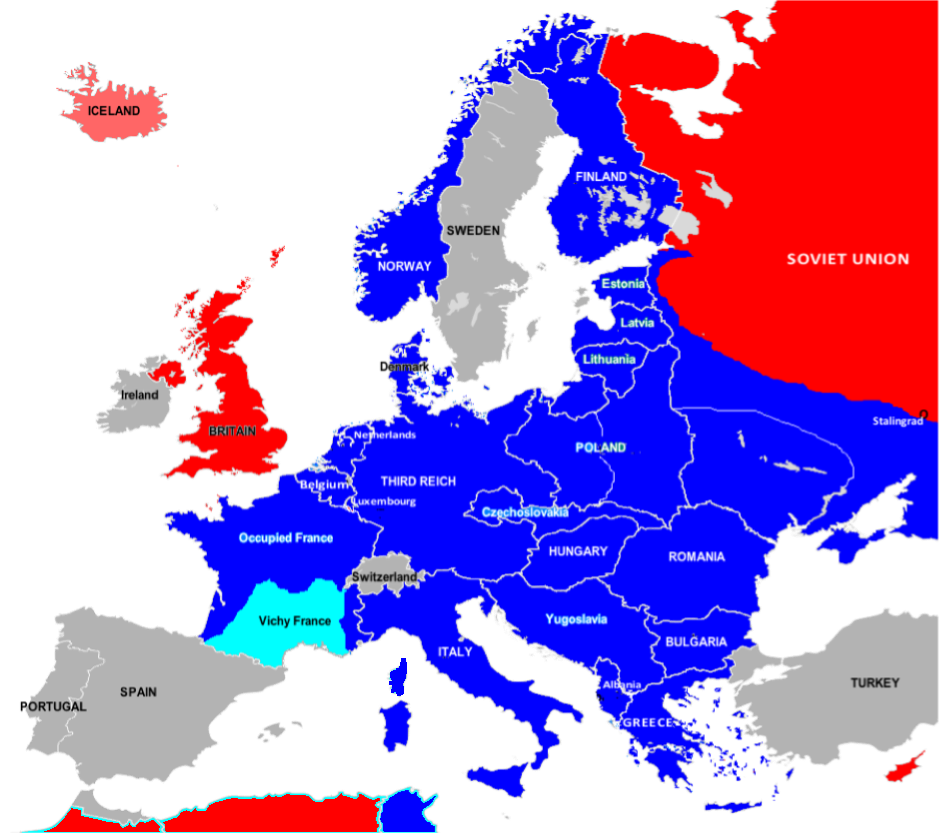 ICELAND
FINLAND
SWEDEN
NORWAY
SOVIET UNION
Estonia
Latvia
Lithuania
Denmark
Ireland
BRITAIN
Stalingrad
Netherlands
POLAND
THIRD REICH
Belgium
Luxembourg
Czechoslovakia
Occupied France
HUNGARY
ROMANIA
Switzerland
Vichy France
Yugoslavia
BULGARIA
ITALY
TURKEY
Albania
SPAIN
PORTUGAL
GREECE